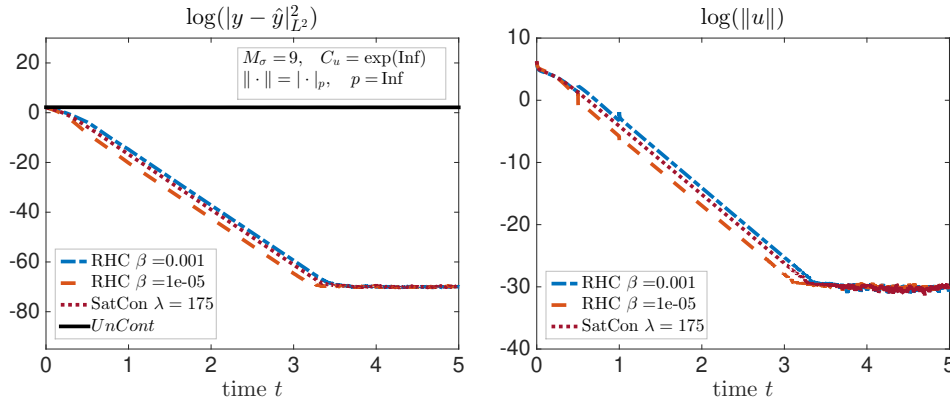 log(|y − ŷ|²_{L²})
20
0
-20
-40
-60
-80
0 1 2 3 4 5
time t
M_σ = 9, C_u = exp(Inf)
‖ · ‖ = | · |_p, p = Inf
RHC β =0.001
RHC β =1e-05
SatCon λ = 175
UnCont
log(‖u‖)
10
0
-10
-20
-30
-40
0 1 2 3 4 5
time t
RHC β =0.001
RHC β =1e-05
SatCon λ = 175